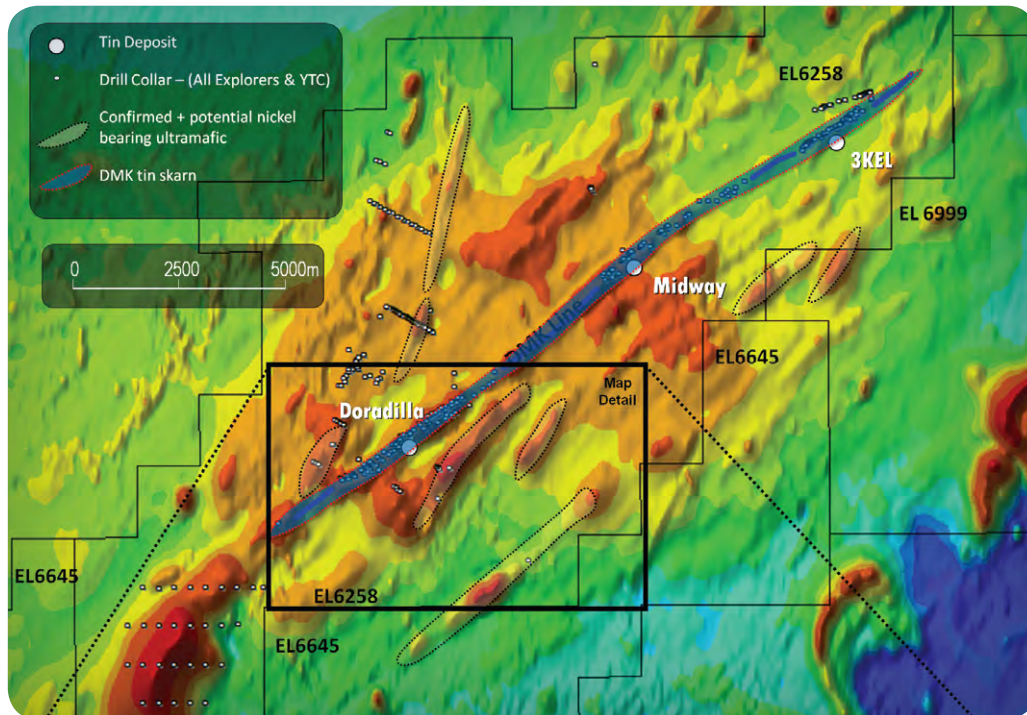 Tin Deposit
Drill Collar – (All Explorers & YTC)
Confirmed + potential nickel
bearing ultramafic
DMK tin skarn
0 2500 5000m
EL6258
3KEL
EL 6999
Midway
DMK Line
EL6645
Map
Detail
Doradilla
EL6645
EL6258
EL6645